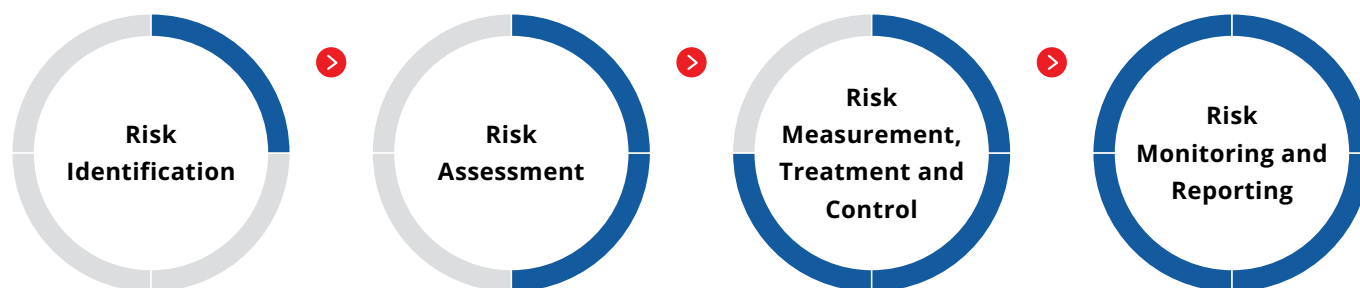 Risk
Identification
Risk
Assessment
Risk
Measurement,
Treatment and
Control
Risk
Monitoring and
Reporting